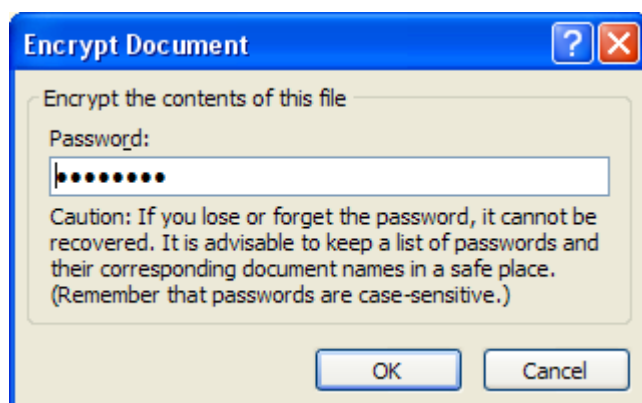 Encrypt Document
Encrypt the contents of this file
Password:
••••••••
Caution: If you lose or forget the password, it cannot be
recovered. It is advisable to keep a list of passwords and
their corresponding document names in a safe place.
(Remember that passwords are case-sensitive.)
OK
Cancel